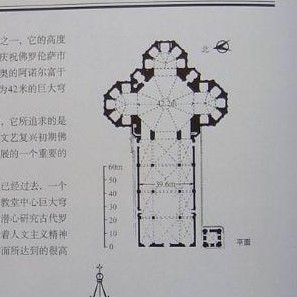 之一，它的高度
庆祝佛罗伦萨市
奥的阿诺尔富于
为42米的大穹
，它所追求的是
文艺复兴初期佛
展的一个重要的
已经过去，一个
教堂中心巨大穹
潜心研究古代罗
着人文主义精神
面所达到的很高
北
42.2m
60m
50
40
39.6m
30
20
10
0
平面